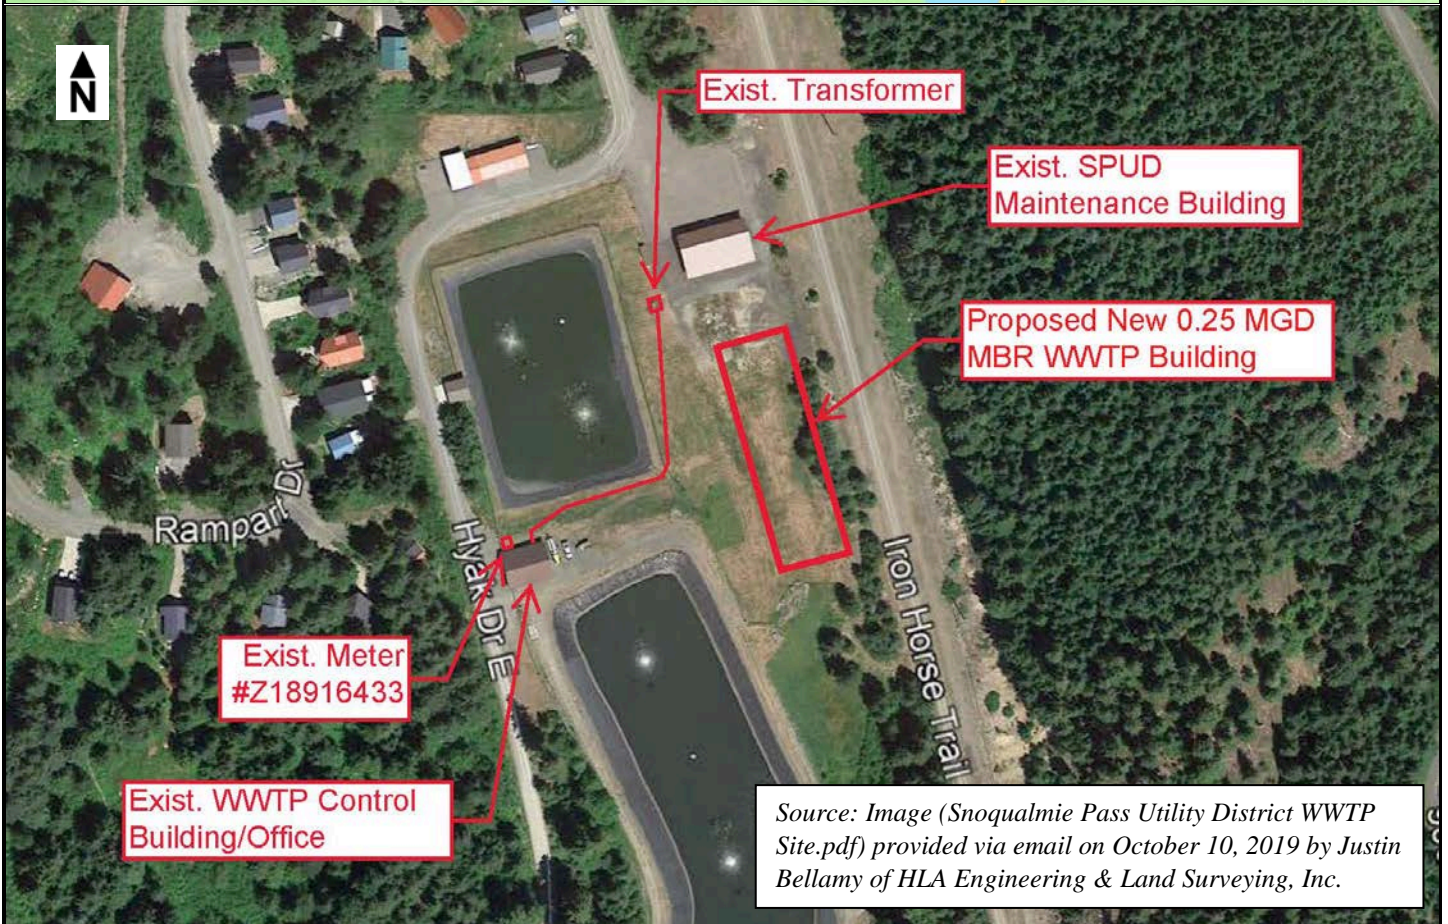 N
Exist. Transformer
Exist. SPUD
Maintenance Building
Proposed New 0.25 MGD
MBR WWTP Building
Rampart Dr
Hyak Dr E
Iron Horse Trail
Exist. Meter
#Z18916433
Exist. WWTP Control
Building/Office
Source: Image (Snoqualmie Pass Utility District WWTP
Site.pdf) provided via email on October 10, 2019 by Justin
Bellamy of HLA Engineering & Land Surveying, Inc.